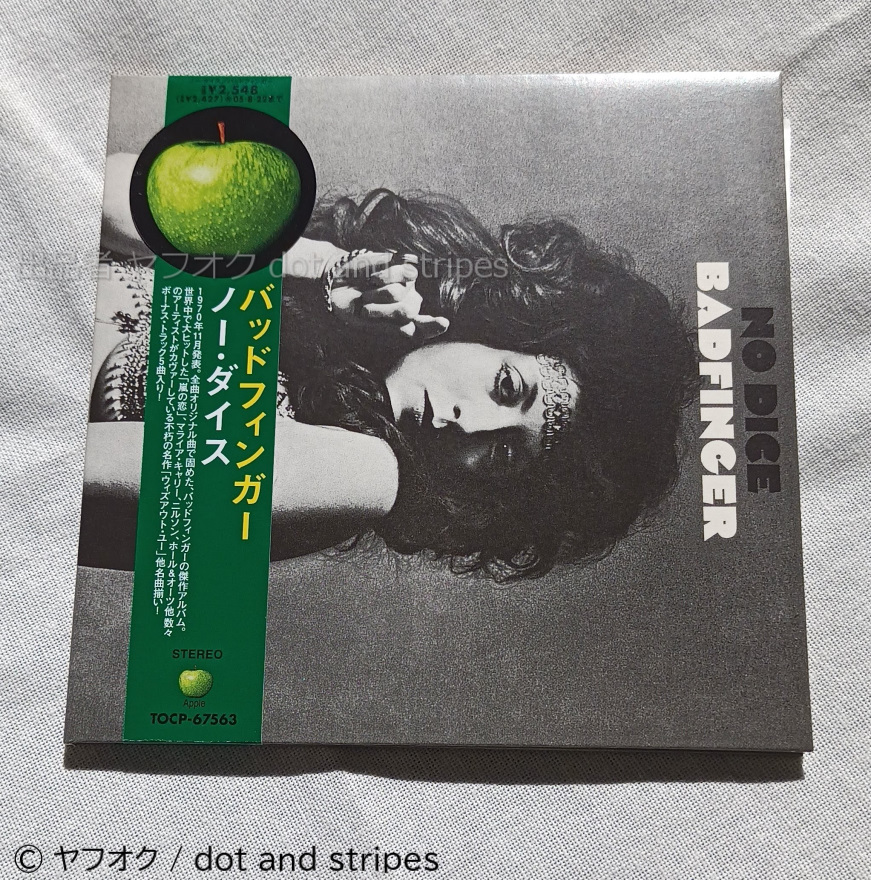 ¥2,548
バッドフィンガー
ノー・ダイス
1970年11月発表。全曲オリジナル曲で固めた、バッドフィンガーの傑作アルバム。
世界中で大ヒットした「嵐の恋」、マライア・キャリー、ニルソン、ホール&オーツ他 数々
のアーティストがカヴァーしている不朽の名作「ウィズアウト・ユー」他 名曲揃い!
ボーナス・トラック5曲入り!
STEREO
Apple
TOCP-67563
NO DICE
BADFINGER
ヤフオク dot and stripes
© ヤフオク / dot and stripes